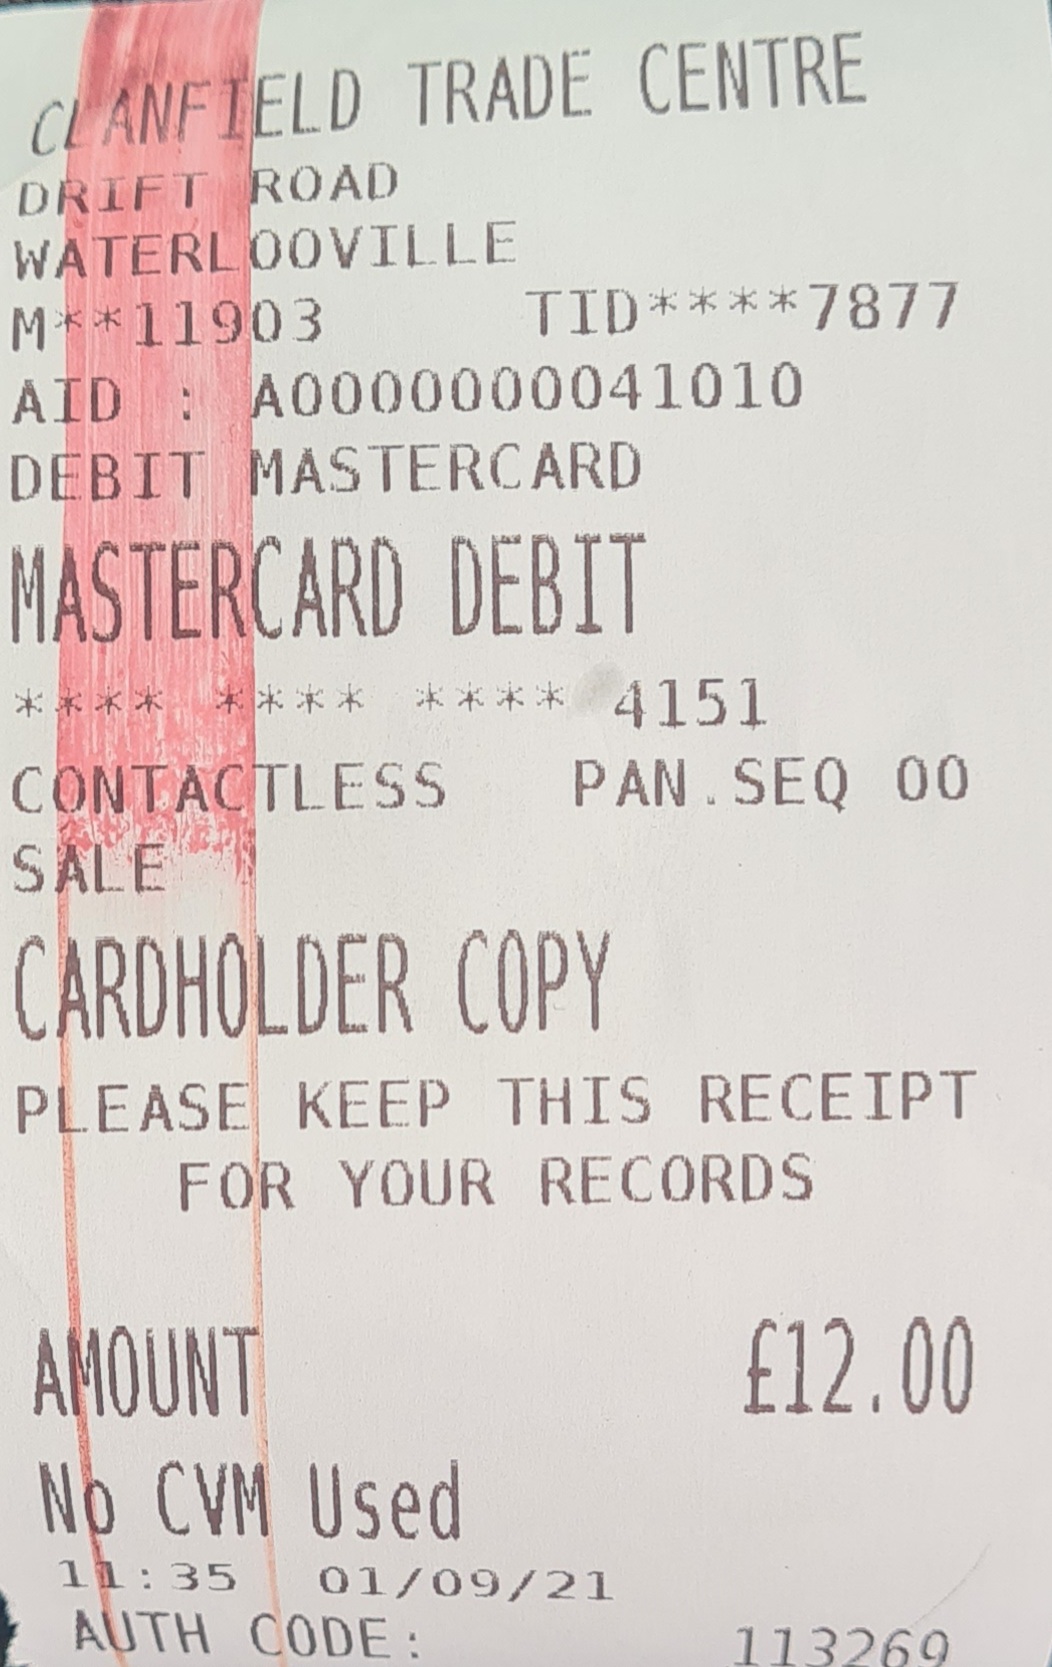 CLANFIELD TRADE CENTRE
DRIFT ROAD
WATERLOOVILLE
M**11903 TID****7877
AID : A0000000041010
DEBIT MASTERCARD
MASTERCARD DEBIT
**** **** **** 4151
CONTACTLESS PAN.SEQ 00
SALE
CARDHOLDER COPY
PLEASE KEEP THIS RECEIPT
FOR YOUR RECORDS
AMOUNT £12.00
No CVM Used
11:35 01/09/21
AUTH CODE: 113269